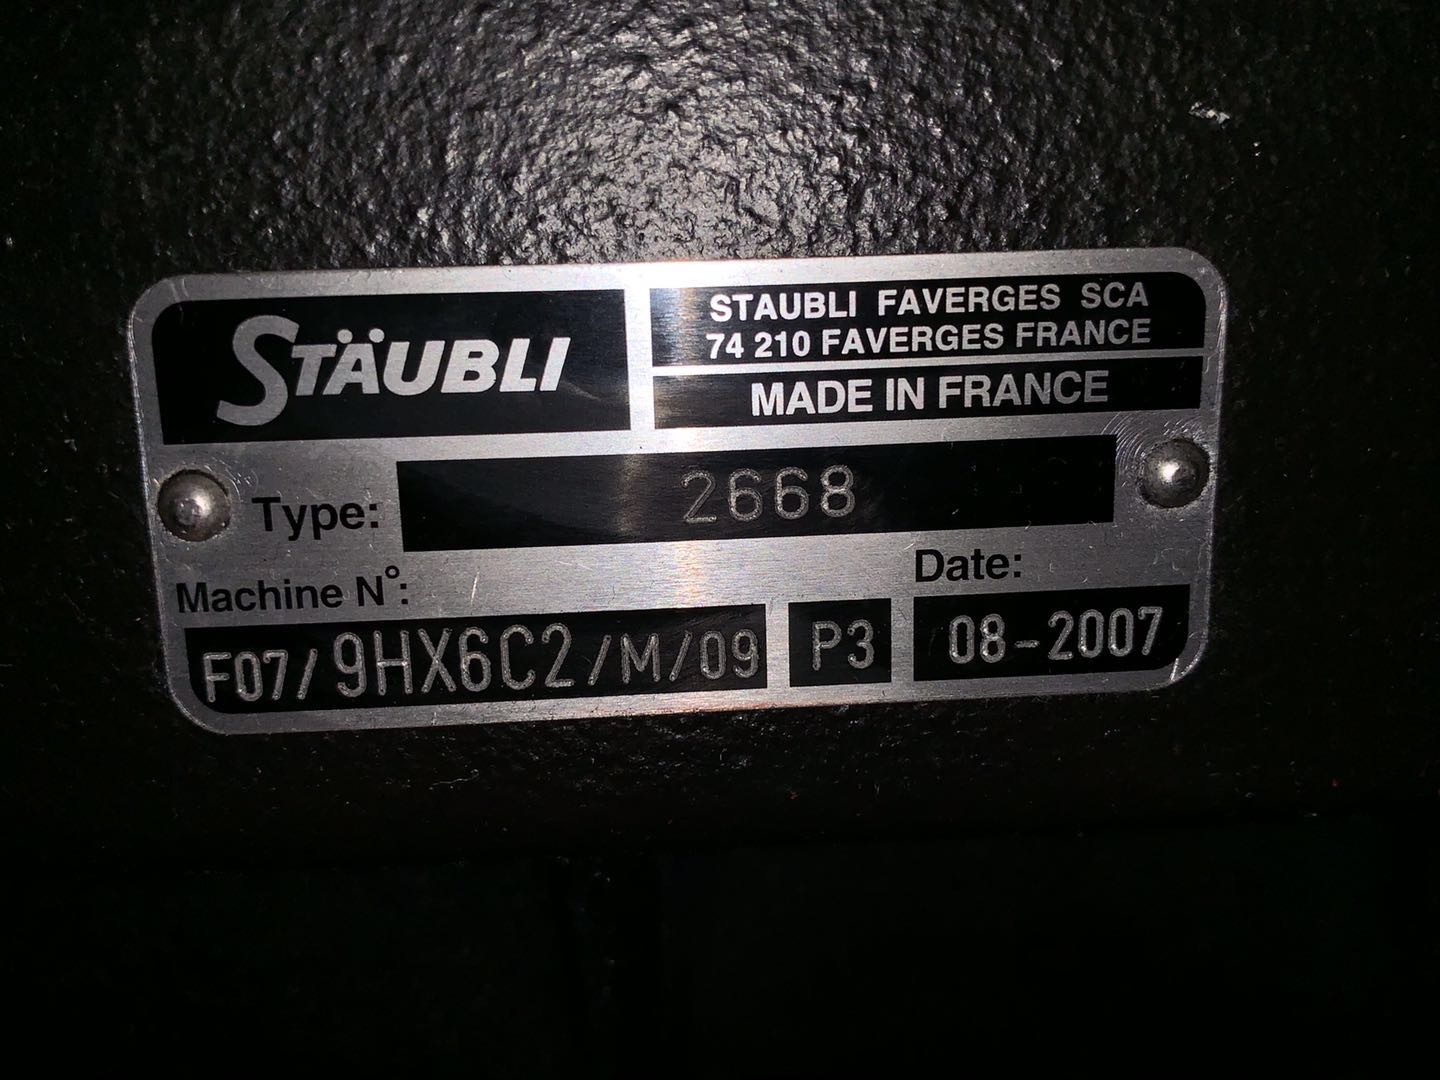 STÄUBLI
STAUBLI FAVERGES SCA
74 210 FAVERGES FRANCE
MADE IN FRANCE
Type: 2668
Machine N°:
Date:
F07/9HX6C2/M/09 P3 08-2007